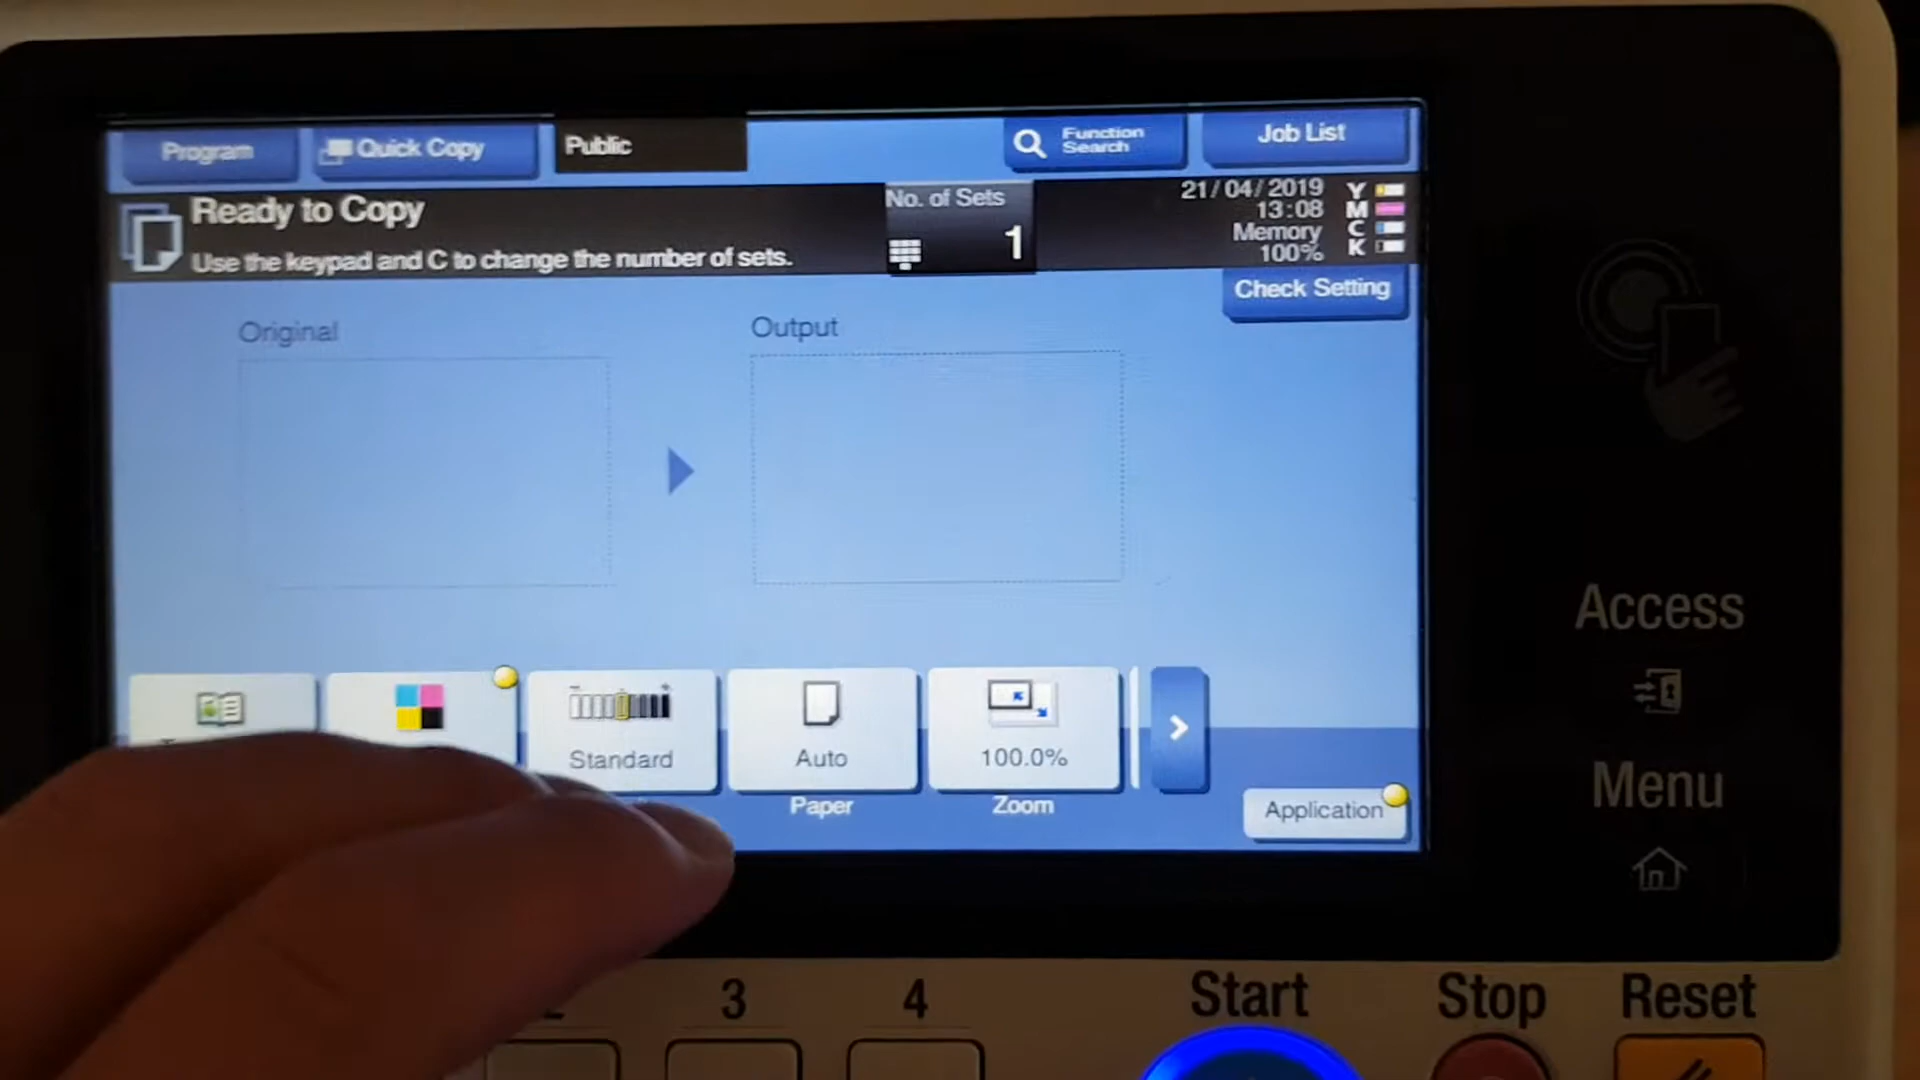 Program
Quick Copy
Public
Function
Search
Job List
Ready to Copy
Use the keypad and C to change the number of sets.
No. of Sets
1
21/04/2019
13:08
Memory
100%
Y
M
C
K
Check Setting
Original
Output
Standard
Auto
100.0%
Paper
Zoom
Application
Access
Menu
3
4
Start
Stop
Reset